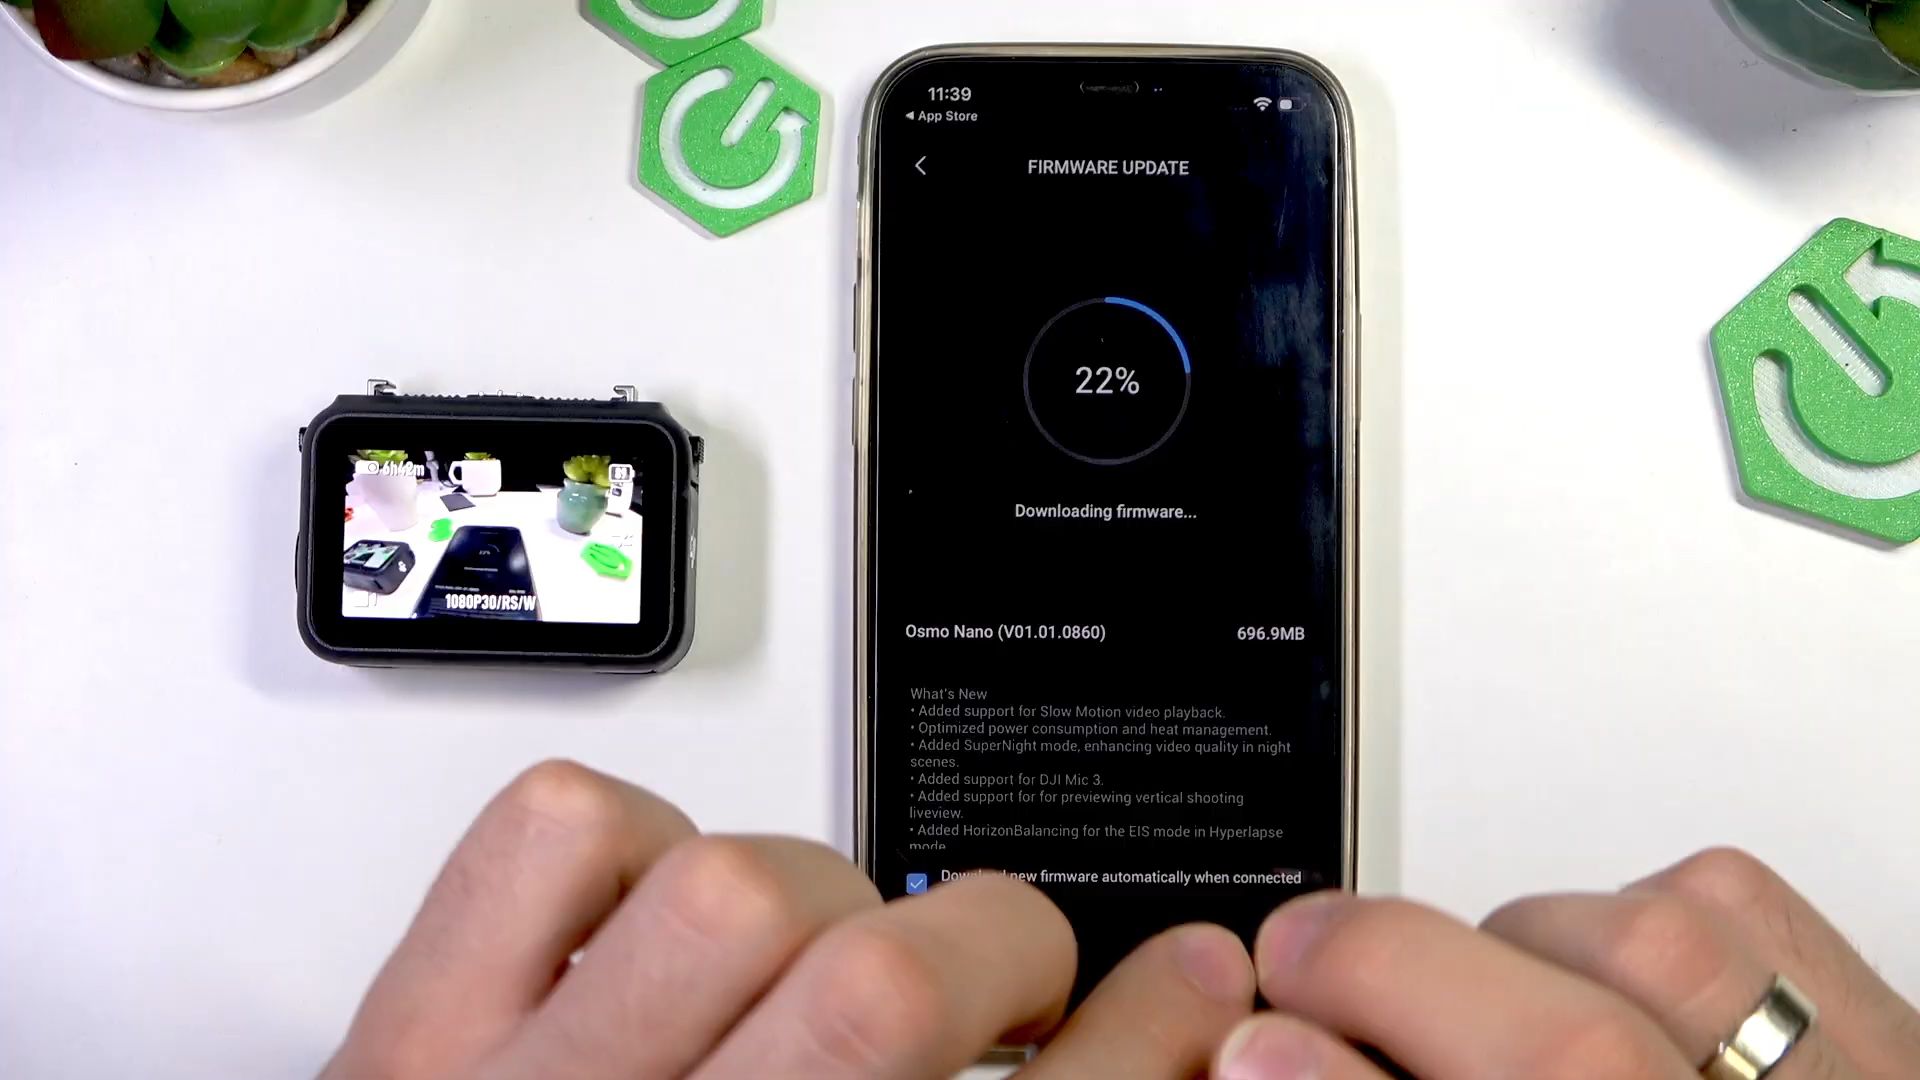 11:39
◀ App Store
FIRMWARE UPDATE
22%
Downloading firmware...
Osmo Nano (V01.01.0860)
696.9MB
What's New
• Added support for Slow Motion video playback.
• Optimized power consumption and heat management.
• Added SuperNight mode, enhancing video quality in night
scenes.
• Added support for DJI Mic 3.
• Added support for for previewing vertical shooting
liveview.
• Added HorizonBalancing for the EIS mode in Hyperlapse
mode
new firmware automatically when connected
6h42m
22%
1080P30/RS/W